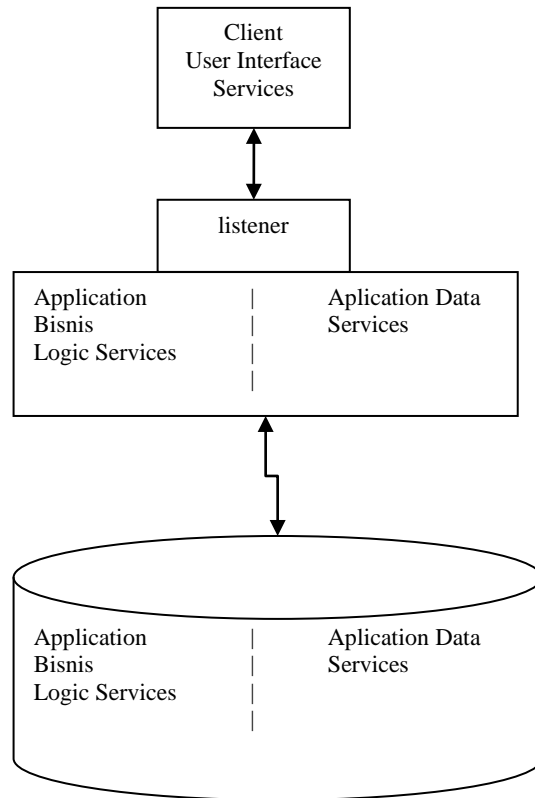 Client
User Interface
Services
listener
Application
Bisnis
Logic Services
Aplication Data
Services
Application
Bisnis
Logic Services
Aplication Data
Services